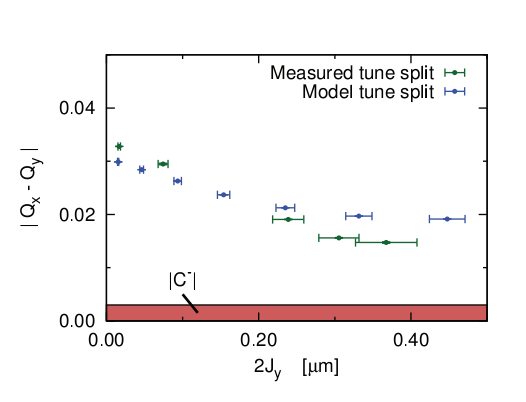 Measured tune split
Model tune split
0.04
0.02
0.00
| Qx - Qy |
|C⁻|
0.00
0.20
0.40
2Jy [μm]